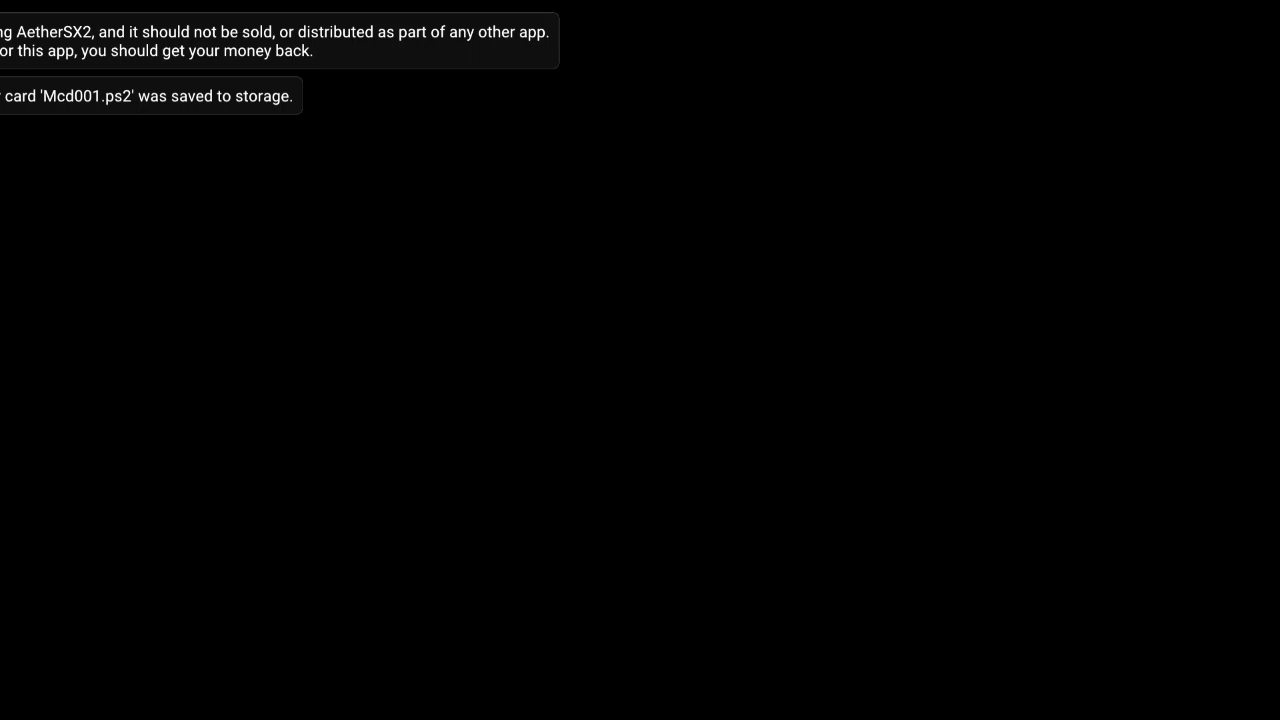 ng AetherSX2, and it should not be sold, or distributed as part of any other app.
or this app, you should get your money back.
card 'Mcd001.ps2' was saved to storage.